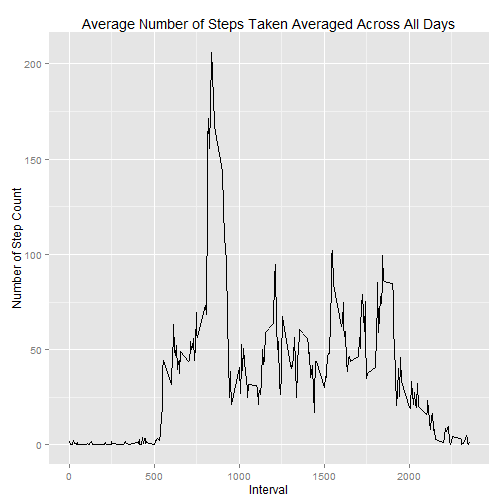 Average Number of Steps Taken Averaged Across All Days
Number of Step Count
200
150
100
50
0
0 500 1000 1500 2000
Interval